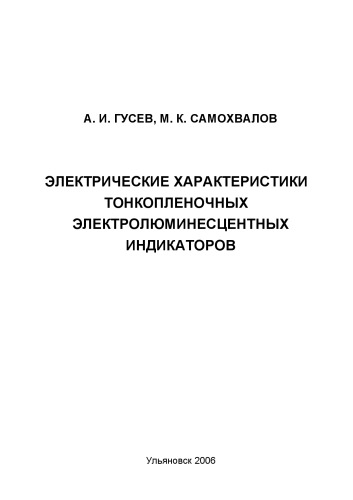 А. И. ГУСЕВ, М. К. САМОХВАЛОВ
ЭЛЕКТРИЧЕСКИЕ ХАРАКТЕРИСТИКИ
ТОНКОПЛЕНОЧНЫХ
ЭЛЕКТРОЛЮМИНЕСЦЕНТНЫХ
ИНДИКАТОРОВ
Ульяновск 2006